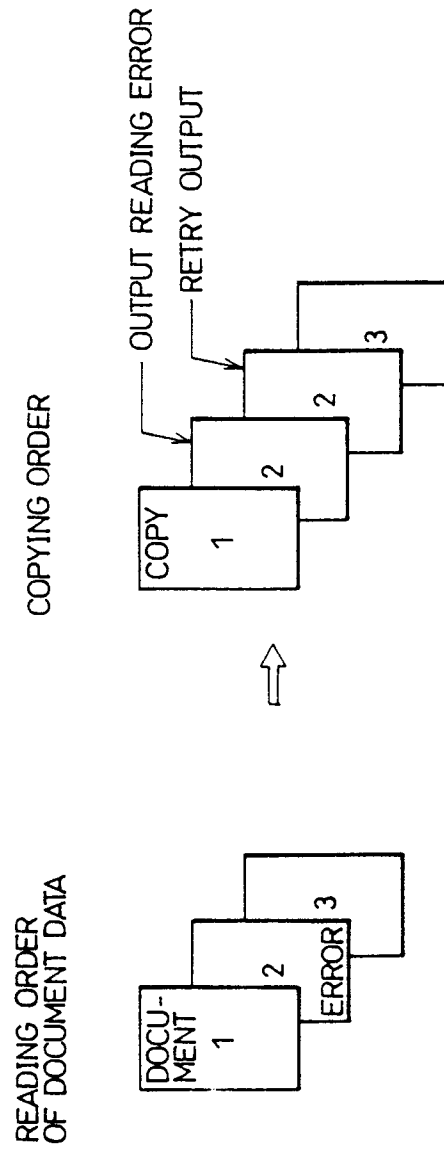 READING ORDER
OF DOCUMENT DATA
DOCU-
MENT
1
2
ERROR
3
COPYING ORDER
COPY
1
2
2
3
OUTPUT READING ERROR
RETRY OUTPUT